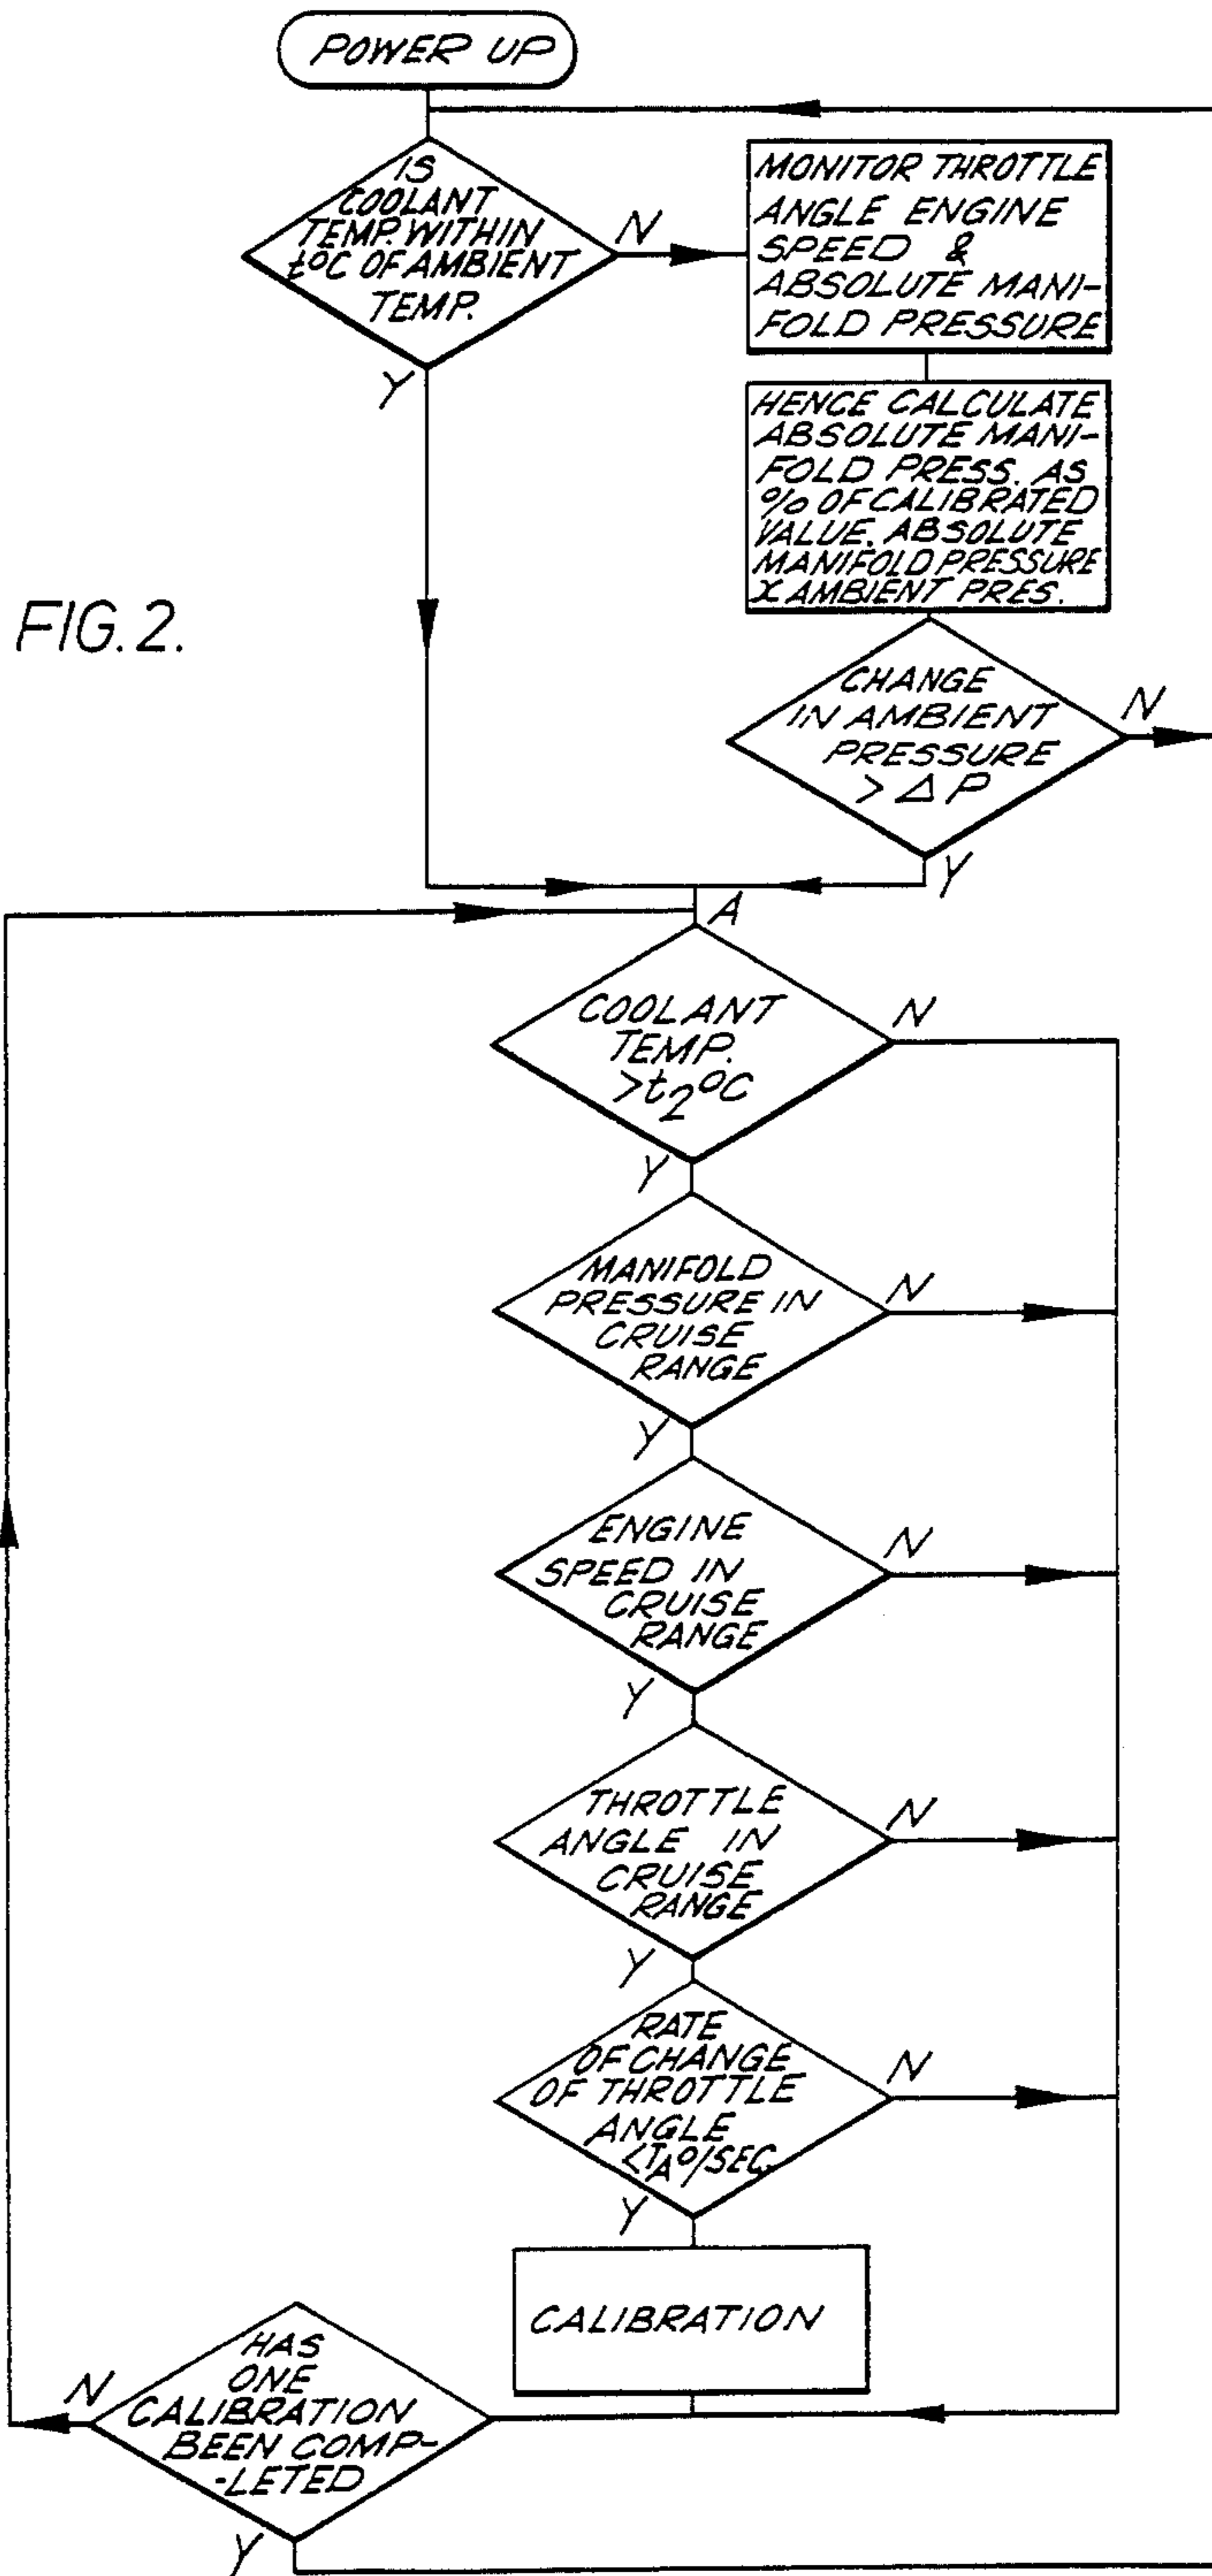 POWER UP
IS
COOLANT
TEMP. WITHIN
t°C OF AMBIENT
TEMP.
N
Y
MONITOR THROTTLE
ANGLE ENGINE
SPEED &
ABSOLUTE MANI-
FOLD PRESSURE
HENCE CALCULATE
ABSOLUTE MANI-
FOLD PRESS. AS
% OF CALIBRATED
VALUE. ABSOLUTE
MANIFOLD PRESSURE
X AMBIENT PRES.
FIG. 2.
CHANGE
IN AMBIENT
PRESSURE
> Δ P
N
Y
A
COOLANT
TEMP.
>t₂°C
N
Y
MANIFOLD
PRESSURE IN
CRUISE
RANGE
N
Y
ENGINE
SPEED IN
CRUISE
RANGE
N
Y
THROTTLE
ANGLE IN
CRUISE
RANGE
N
Y
RATE
OF CHANGE
OF THROTTLE
ANGLE
<T_A°/SEC.
N
Y
CALIBRATION
HAS
ONE
CALIBRATION
BEEN COMP-
-LETED
N
Y